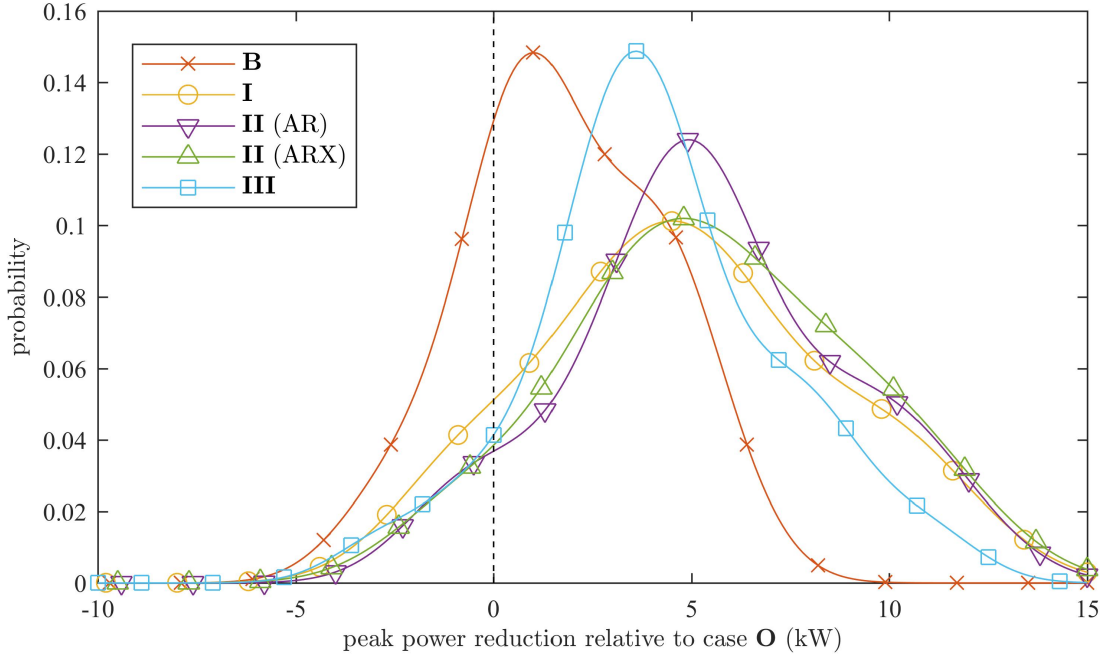 0.16
0.14
0.12
0.1
0.08
0.06
0.04
0.02
0
probability
B
I
II (AR)
II (ARX)
III
-10
-5
0
5
10
15
peak power reduction relative to case O (kW)